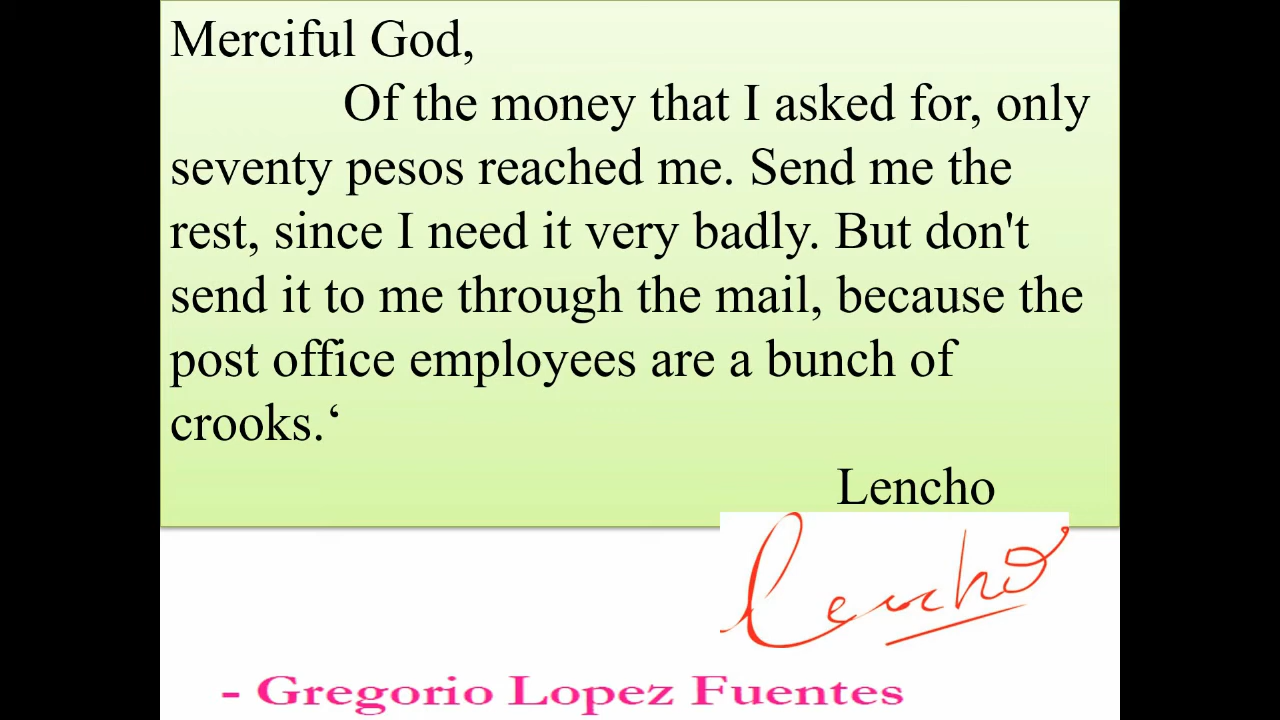 Merciful God,
Of the money that I asked for, only
seventy pesos reached me. Send me the
rest, since I need it very badly. But don't
send it to me through the mail, because the
post office employees are a bunch of
crooks.‘
Lencho
Lencho
- Gregorio Lopez Fuentes